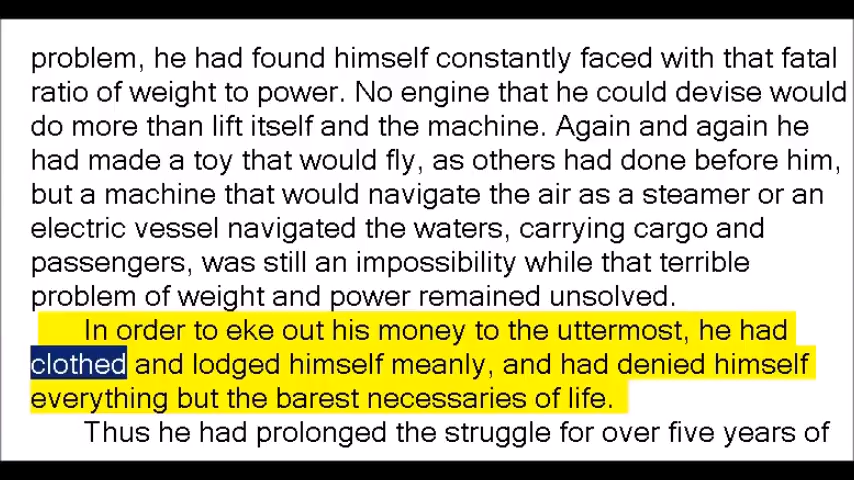 problem, he had found himself constantly faced with that fatal
ratio of weight to power. No engine that he could devise would
do more than lift itself and the machine. Again and again he
had made a toy that would fly, as others had done before him,
but a machine that would navigate the air as a steamer or an
electric vessel navigated the waters, carrying cargo and
passengers, was still an impossibility while that terrible
problem of weight and power remained unsolved.
In order to eke out his money to the uttermost, he had
clothed and lodged himself meanly, and had denied himself
everything but the barest necessaries of life.
Thus he had prolonged the struggle for over five years of